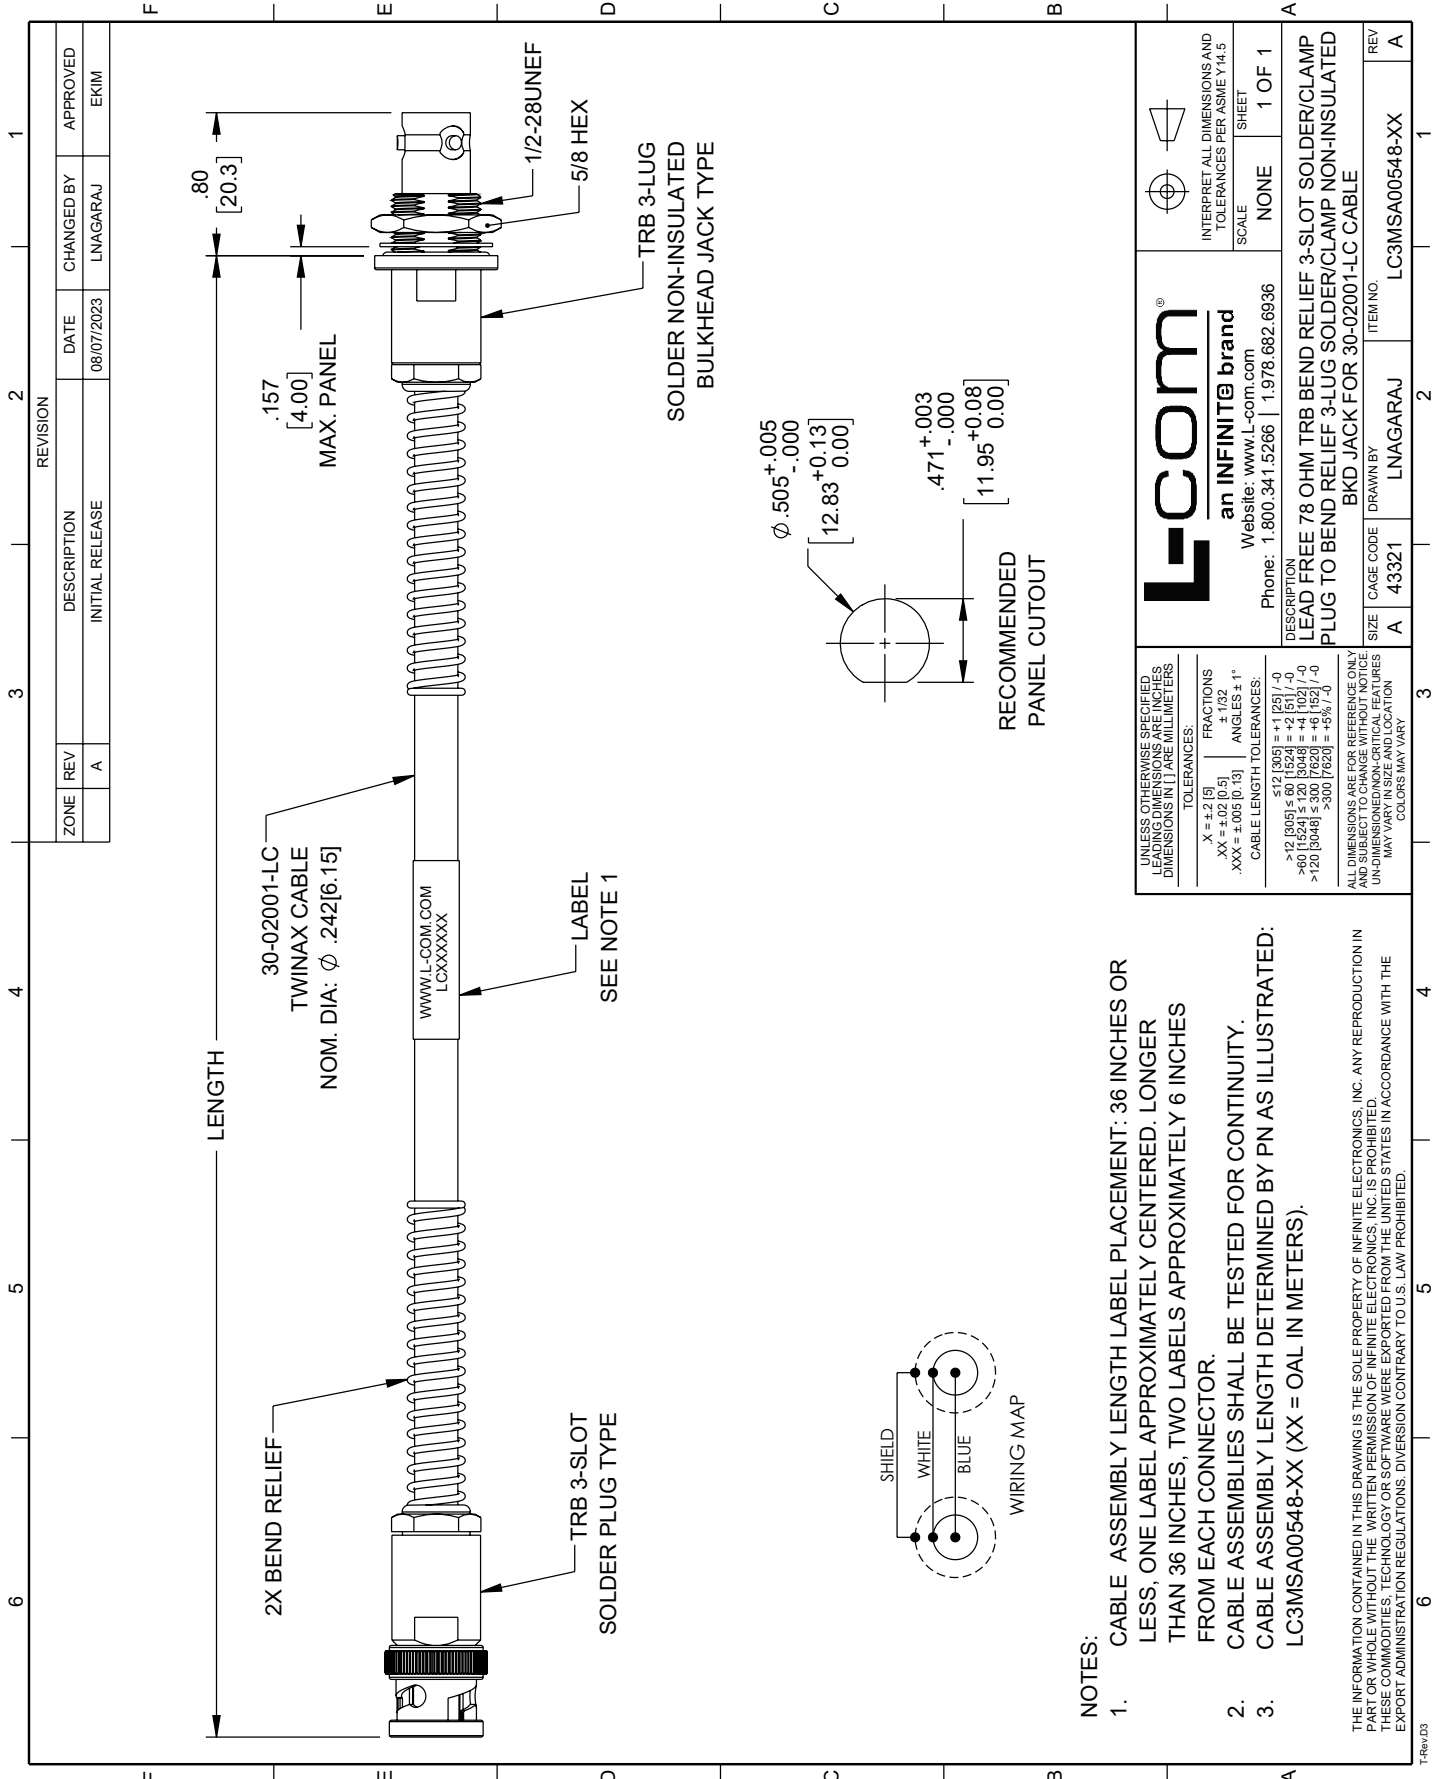 REVISION
ZONE REV DESCRIPTION DATE CHANGED BY APPROVED
A INITIAL RELEASE 08/07/2023 LNAGARAJ EKIM
6 5 4 3 2 1
F
E
D
C
B
A
LENGTH
.80
[20.3]
.157
[4.00]
MAX. PANEL
2X BEND RELIEF
30-02001-LC
TWINAX CABLE
NOM. DIA: Ø .242[6.15]
WWW.L-COM.COM
LCXXXXXX
1/2-28UNEF
5/8 HEX
TRB 3-SLOT
SOLDER PLUG TYPE
LABEL
SEE NOTE 1
TRB 3-LUG
SOLDER NON-INSULATED
BULKHEAD JACK TYPE
Ø.505 +.005 -.000
[12.83 +0.13 0.00]
.471 +.003 -.000
[11.95 +0.08 0.00]
RECOMMENDED
PANEL CUTOUT
SHIELD
WHITE
BLUE
WIRING MAP
NOTES:
1. CABLE ASSEMBLY LENGTH LABEL PLACEMENT: 36 INCHES OR
LESS, ONE LABEL APPROXIMATELY CENTERED. LONGER
THAN 36 INCHES, TWO LABELS APPROXIMATELY 6 INCHES
FROM EACH CONNECTOR.
2. CABLE ASSEMBLIES SHALL BE TESTED FOR CONTINUITY.
3. CABLE ASSEMBLY LENGTH DETERMINED BY PN AS ILLUSTRATED:
LC3MSA00548-XX (XX = OAL IN METERS).
THE INFORMATION CONTAINED IN THIS DRAWING IS THE SOLE PROPERTY OF INFINITE ELECTRONICS, INC. ANY REPRODUCTION IN
PART OR WHOLE WITHOUT THE WRITTEN PERMISSION OF INFINITE ELECTRONICS, INC. IS PROHIBITED.
THESE COMMODITIES, TECHNOLOGY OR SOFTWARE WERE EXPORTED FROM THE UNITED STATES IN ACCORDANCE WITH THE
EXPORT ADMINISTRATION REGULATIONS. DIVERSION CONTRARY TO U.S. LAW PROHIBITED.
UNLESS OTHERWISE SPECIFIED
LEADING DIMENSIONS ARE INCHES
DIMENSIONS IN [ ] ARE MILLIMETERS
TOLERANCES:
.X = ±.2 [5]
.XX = ±.02 [0.5]
.XXX = ±.005 [0.13]
FRACTIONS
± 1/32
ANGLES ± 1°
CABLE LENGTH TOLERANCES:
≤12 [305] = +1 [25] / -0
>12 [305] ≤ 60 [1524] = +2 [51] / -0
>60 [1524] ≤ 120 [3048] = +4 [102] / -0
>120 [3048] ≤ 300 [7620] = +6 [152] / -0
>300 [7620] = +5% / -0
ALL DIMENSIONS ARE FOR REFERENCE ONLY
AND SUBJECT TO CHANGE WITHOUT NOTICE.
UN-DIMENSIONED/NON-CRITICAL FEATURES
MAY VARY IN SIZE AND LOCATION
COLORS MAY VARY
L-com®
an INFINITE brand
Website: www.L-com.com
Phone: 1.800.341.5266 | 1.978.682.6936
INTERPRET ALL DIMENSIONS AND
TOLERANCES PER ASME Y14.5
SCALE
NONE
SHEET
1 OF 1
DESCRIPTION
LEAD FREE 78 OHM TRB BEND RELIEF 3-SLOT SOLDER/CLAMP
PLUG TO BEND RELIEF 3-LUG SOLDER/CLAMP NON-INSULATED
BKD JACK FOR 30-02001-LC CABLE
SIZE
A
CAGE CODE
43321
DRAWN BY
LNAGARAJ
ITEM NO.
LC3MSA00548-XX
REV
A
6 5 4 3 2 1
F
E
D
C
B
A
T-Rev.D3